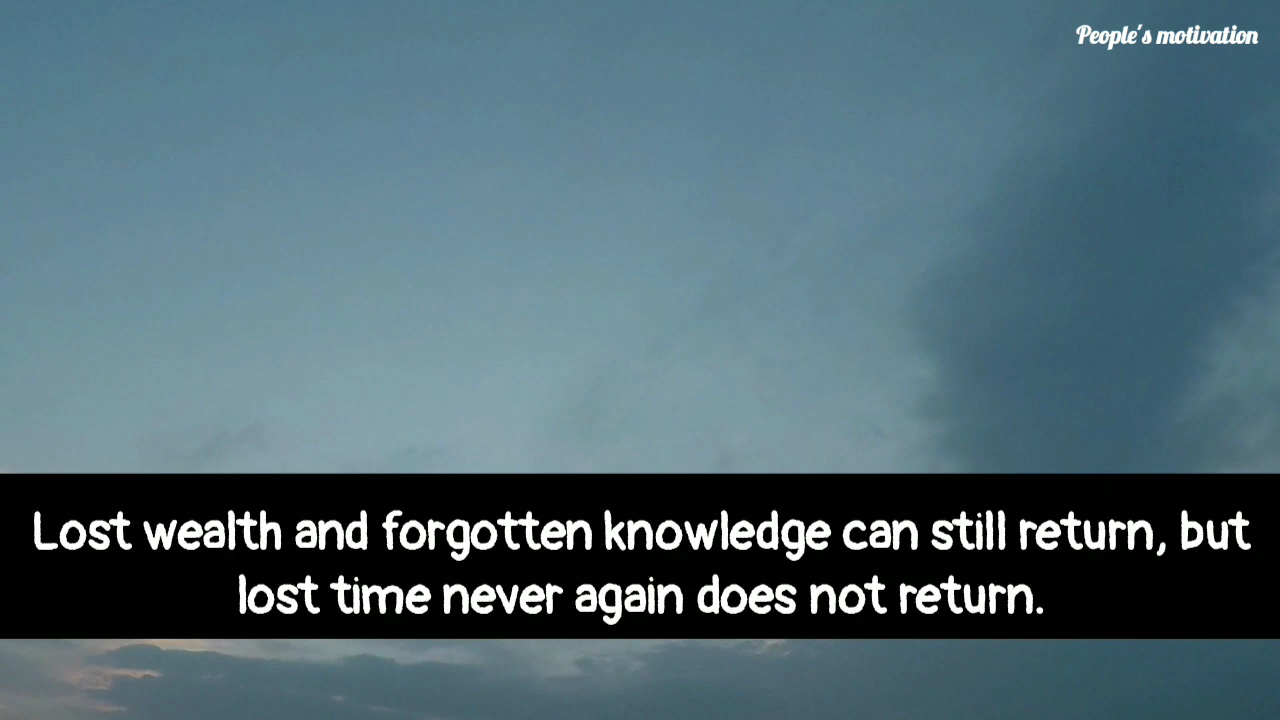 People's motivation
Lost wealth and forgotten knowledge can still return, but
lost time never again does not return.